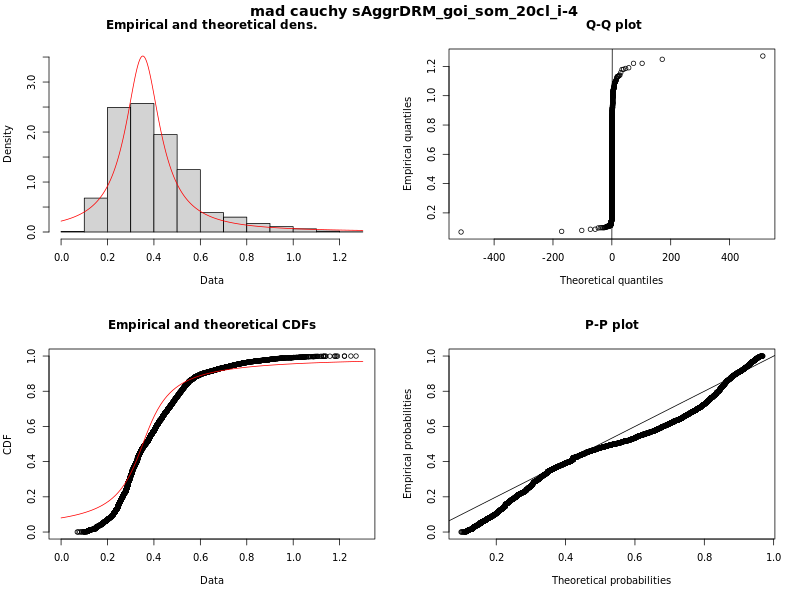 mad cauchy sAggrDRM_goi_som_20cl_i-4
Empirical and theoretical dens.
Density
0.0 1.0 2.0 3.0
0.0 0.2 0.4 0.6 0.8 1.0 1.2
Data
Q-Q plot
Empirical quantiles
0.2 0.4 0.6 0.8 1.0 1.2
-400 -200 0 200 400
Theoretical quantiles
Empirical and theoretical CDFs
CDF
0.0 0.2 0.4 0.6 0.8 1.0
0.0 0.2 0.4 0.6 0.8 1.0 1.2
Data
P-P plot
Empirical probabilities
0.0 0.2 0.4 0.6 0.8 1.0
0.2 0.4 0.6 0.8 1.0
Theoretical probabilities